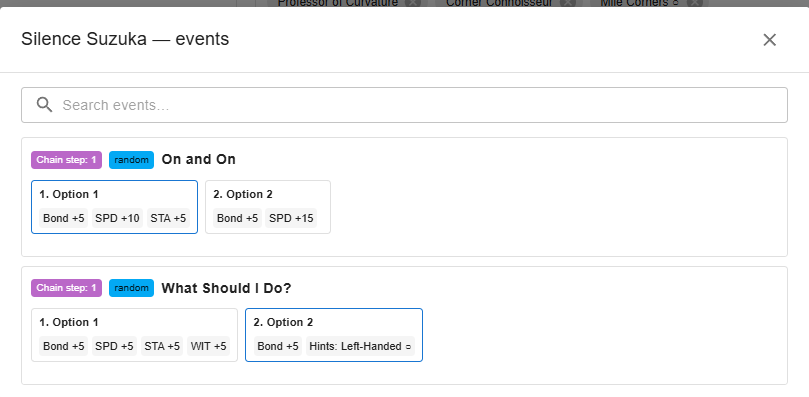 Professor of Curvature Corner Connoisseur Mile Corners ○
Silence Suzuka — events
Search events…
Chain step: 1 random On and On
1. Option 1 2. Option 2
Bond +5 SPD +10 STA +5 Bond +5 SPD +15
Chain step: 1 random What Should I Do?
1. Option 1 2. Option 2
Bond +5 SPD +5 STA +5 WIT +5 Bond +5 Hints: Left-Handed ○